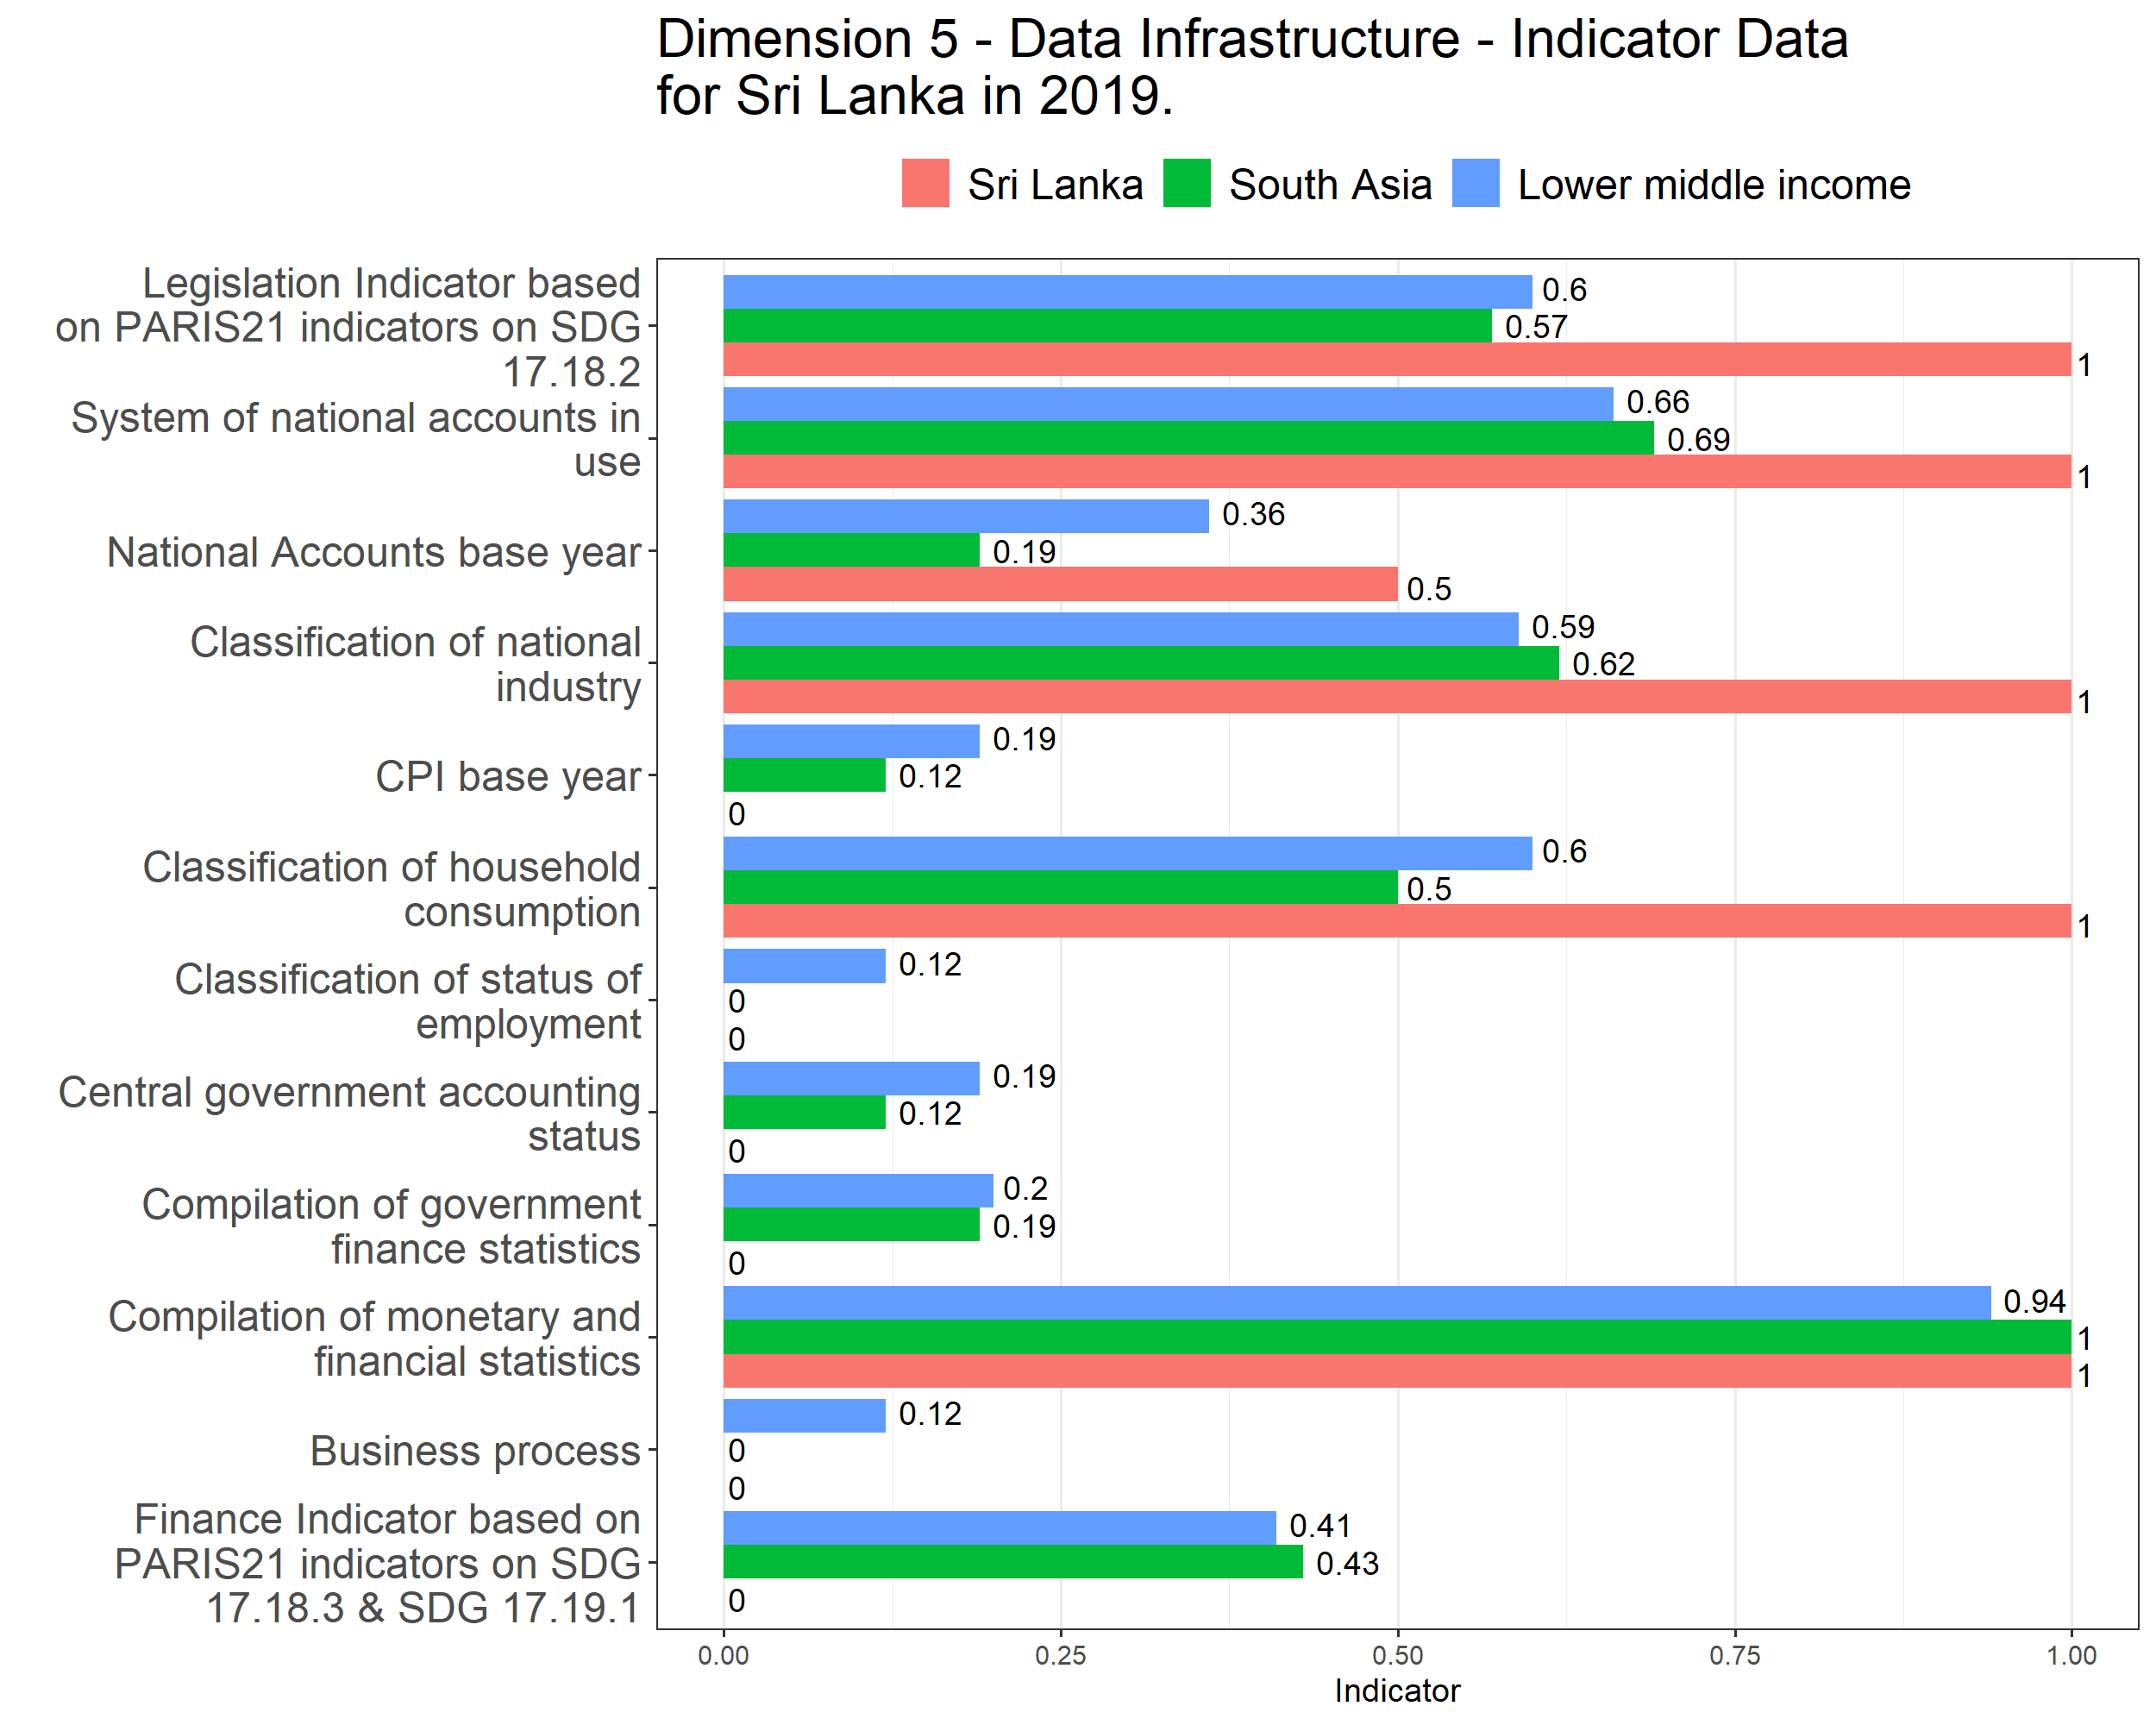 Dimension 5 - Data Infrastructure - Indicator Data
for Sri Lanka in 2019.
Sri Lanka South Asia Lower middle income
Legislation Indicator based
on PARIS21 indicators on SDG
17.18.2
0.6
0.57
1
System of national accounts in
use
0.66
0.69
1
National Accounts base year
0.36
0.19
0.5
Classification of national
industry
0.59
0.62
1
CPI base year
0.19
0.12
0
Classification of household
consumption
0.6
0.5
1
Classification of status of
employment
0.12
0
0
Central government accounting
status
0.19
0.12
0
Compilation of government
finance statistics
0.2
0.19
0
Compilation of monetary and
financial statistics
0.94
1
1
Business process
0.12
0
0
Finance Indicator based on
PARIS21 indicators on SDG
17.18.3 & SDG 17.19.1
0.41
0.43
0
0.00 0.25 0.50 0.75 1.00
Indicator